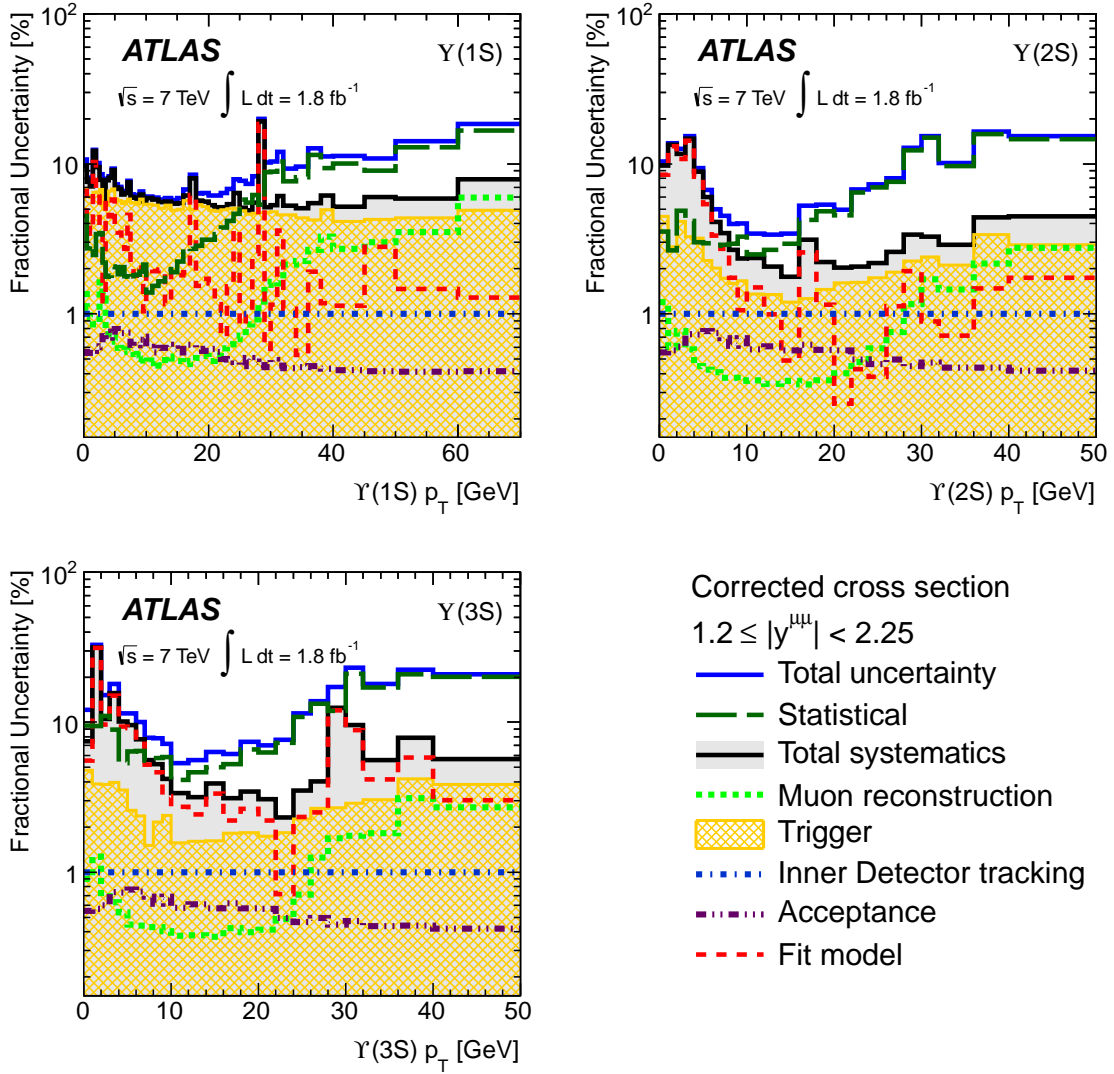 Fractional Uncertainty [%]
10²
10
1
ATLAS
ϒ(1S)
√s = 7 TeV ∫ L dt = 1.8 fb⁻¹
0 20 40 60
ϒ(1S) p_T [GeV]
Fractional Uncertainty [%]
10²
10
1
ATLAS
ϒ(2S)
√s = 7 TeV ∫ L dt = 1.8 fb⁻¹
0 10 20 30 40 50
ϒ(2S) p_T [GeV]
Fractional Uncertainty [%]
10²
10
1
ATLAS
ϒ(3S)
√s = 7 TeV ∫ L dt = 1.8 fb⁻¹
0 10 20 30 40 50
ϒ(3S) p_T [GeV]
Corrected cross section
1.2 ≤ |y^μμ| < 2.25
Total uncertainty
Statistical
Total systematics
Muon reconstruction
Trigger
Inner Detector tracking
Acceptance
Fit model